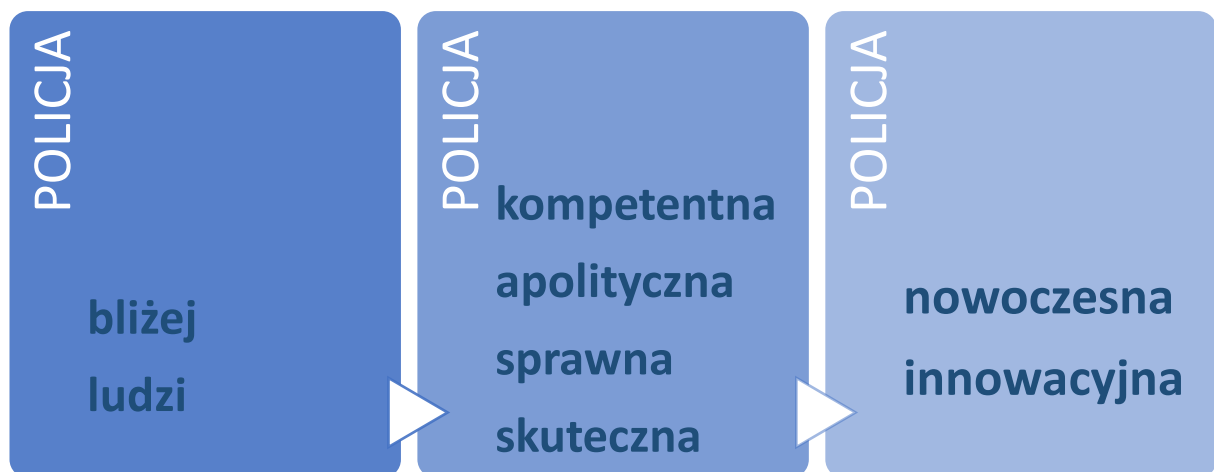 POLICJA
bliżej
ludzi
POLICJA
kompetentna
apolityczna
sprawna
skuteczna
POLICJA
nowoczesna
innowacyjna